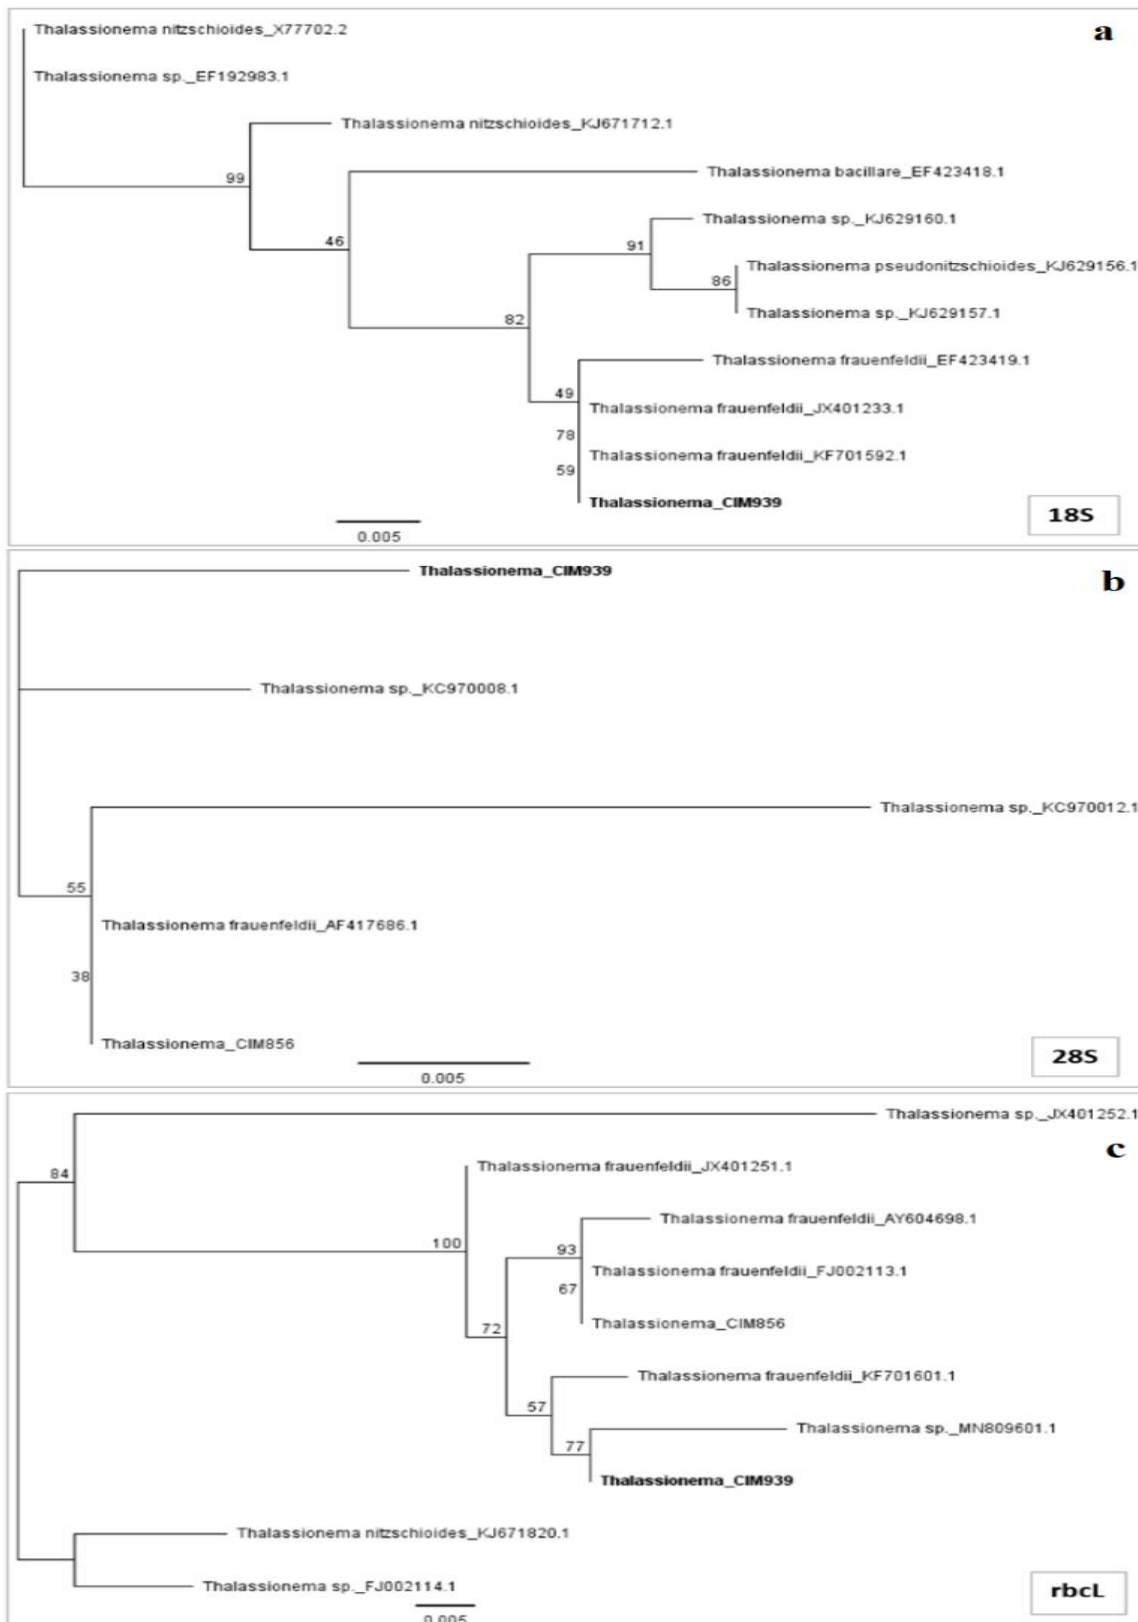 a
Thalassionema nitzschioides_X77702.2
Thalassionema sp._EF192983.1
Thalassionema nitzschioides_KJ671712.1
99
Thalassionema bacillare_EF423418.1
46
Thalassionema sp._KJ629160.1
91
Thalassionema pseudonitzschioides_KJ629156.1
86
Thalassionema sp._KJ629157.1
82
Thalassionema frauenfeldii_EF423419.1
49
Thalassionema frauenfeldii_JX401233.1
78
Thalassionema frauenfeldii_KF701592.1
59
Thalassionema_CIM939
18S
0.005
Thalassionema_CIM939
b
Thalassionema sp._KC970008.1
Thalassionema sp._KC970012.1
55
Thalassionema frauenfeldii_AF417686.1
38
Thalassionema_CIM856
28S
0.005
Thalassionema sp._JX401252.1
c
Thalassionema frauenfeldii_JX401251.1
84
Thalassionema frauenfeldii_AY604698.1
100
93
Thalassionema frauenfeldii_FJ002113.1
67
Thalassionema_CIM856
72
Thalassionema frauenfeldii_KF701601.1
57
Thalassionema sp._MN809601.1
77
Thalassionema_CIM939
Thalassionema nitzschioides_KJ671820.1
Thalassionema sp._FJ002114.1
rbcL
0.005